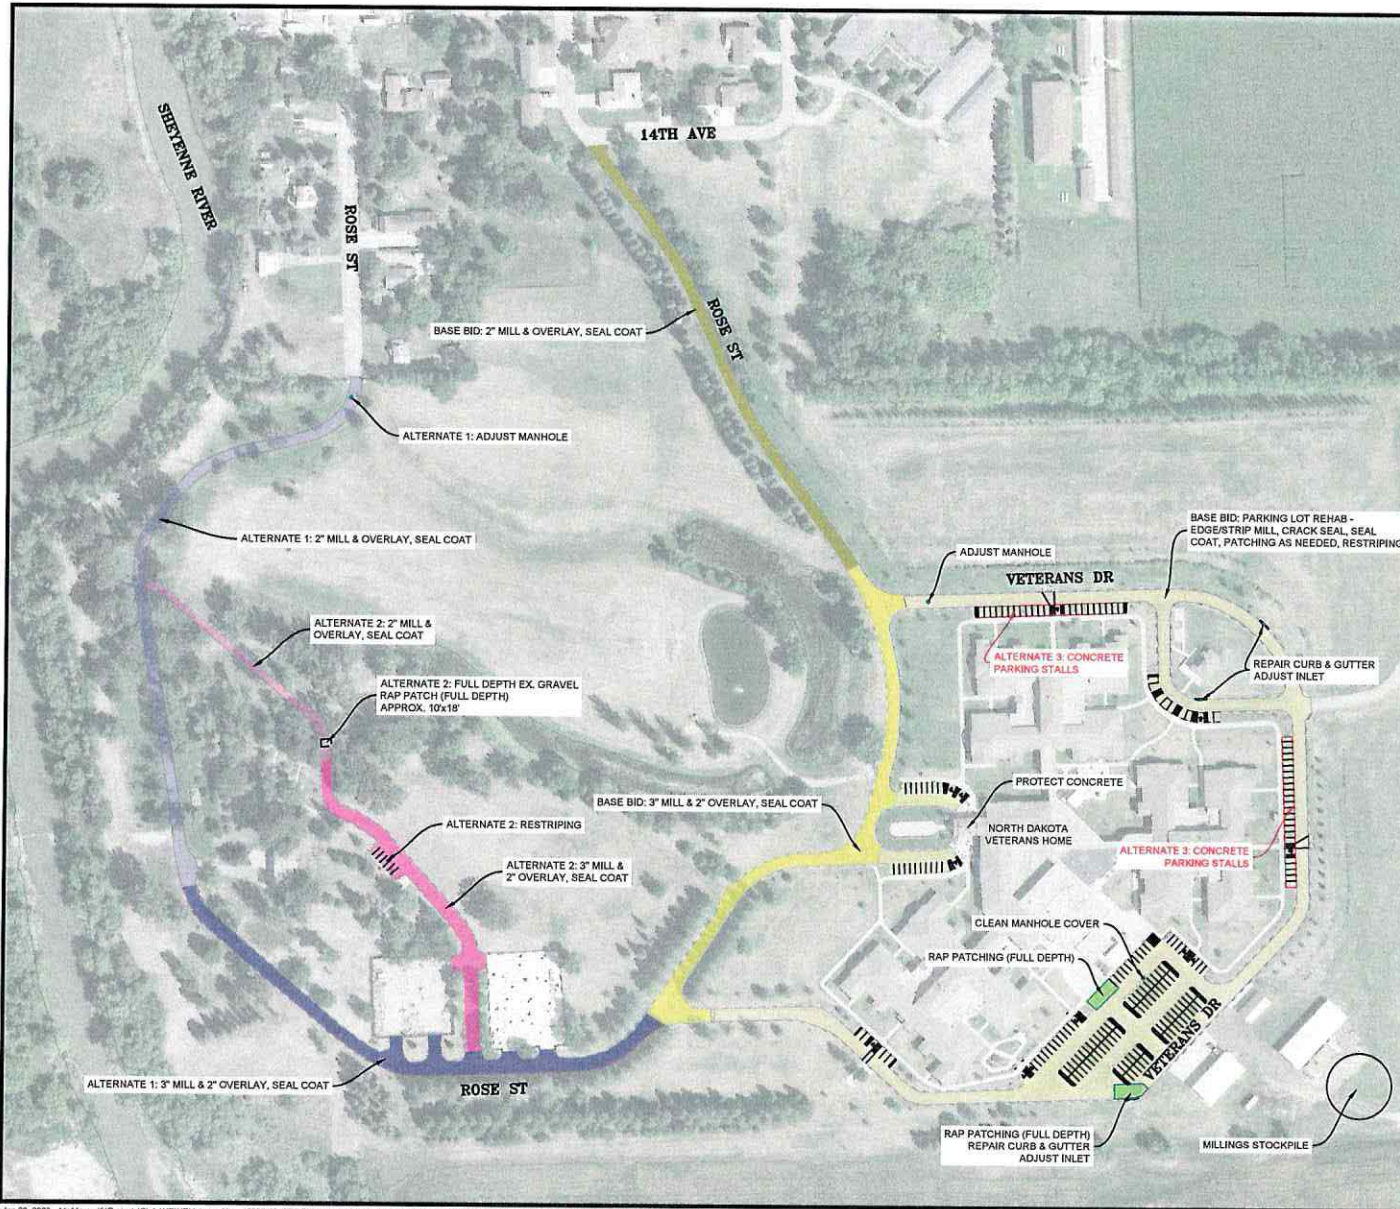 14TH AVE
SHEYENNE RIVER
ROSE ST
ROSE ST
BASE BID: 2" MILL & OVERLAY, SEAL COAT
ALTERNATE 1: ADJUST MANHOLE
ALTERNATE 1: 2" MILL & OVERLAY, SEAL COAT
BASE BID: PARKING LOT REHAB -
EDGE/STRIP MILL, CRACK SEAL, SEAL
COAT, PATCHING AS NEEDED, RESTRIPING
ADJUST MANHOLE
VETERANS DR
ALTERNATE 2: 2" MILL &
OVERLAY, SEAL COAT
ALTERNATE 3: CONCRETE
PARKING STALLS
REPAIR CURB & GUTTER
ADJUST INLET
ALTERNATE 2: FULL DEPTH EX. GRAVEL
RAP PATCH (FULL DEPTH)
APPROX. 10'x18'
PROTECT CONCRETE
BASE BID: 3" MILL & 2" OVERLAY, SEAL COAT
NORTH DAKOTA
VETERANS HOME
ALTERNATE 2: RESTRIPING
ALTERNATE 3: CONCRETE
PARKING STALLS
ALTERNATE 2: 3" MILL &
2" OVERLAY, SEAL COAT
CLEAN MANHOLE COVER
RAP PATCHING (FULL DEPTH)
VETERANS DR
ALTERNATE 1: 3" MILL & 2" OVERLAY, SEAL COAT
ROSE ST
RAP PATCHING (FULL DEPTH)
REPAIR CURB & GUTTER
ADJUST INLET
MILLINGS STOCKPILE